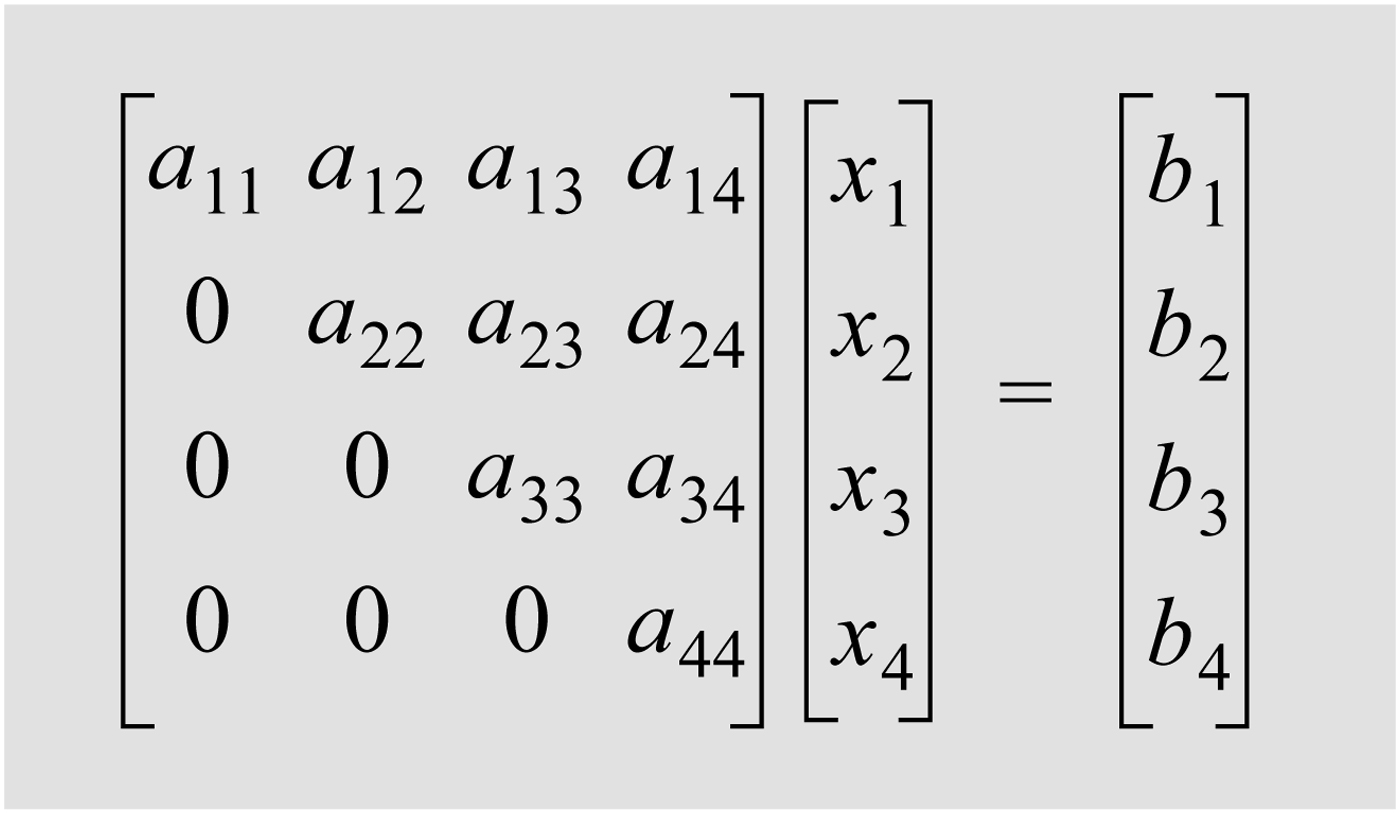 a₁₁ a₁₂ a₁₃ a₁₄ x₁ b₁
0 a₂₂ a₂₃ a₂₄ x₂ b₂
=
0 0 a₃₃ a₃₄ x₃ b₃
0 0 0 a₄₄ x₄ b₄